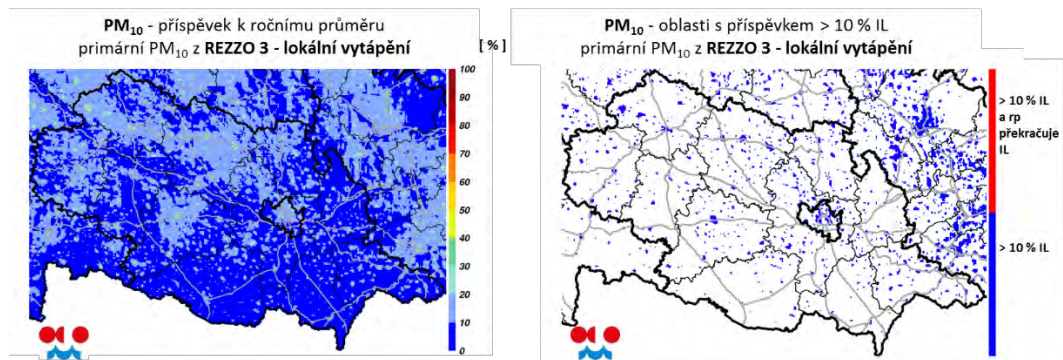 PM10 - příspěvek k ročnímu průměru
primární PM10 z REZZO 3 - lokální vytápění
[ % ]
100
90
80
70
60
50
40
30
20
10
0
PM10 - oblasti s příspěvkem > 10 % IL
primární PM10 z REZZO 3 - lokální vytápění
> 10 % IL
a rp
překračuje
IL
> 10 % IL